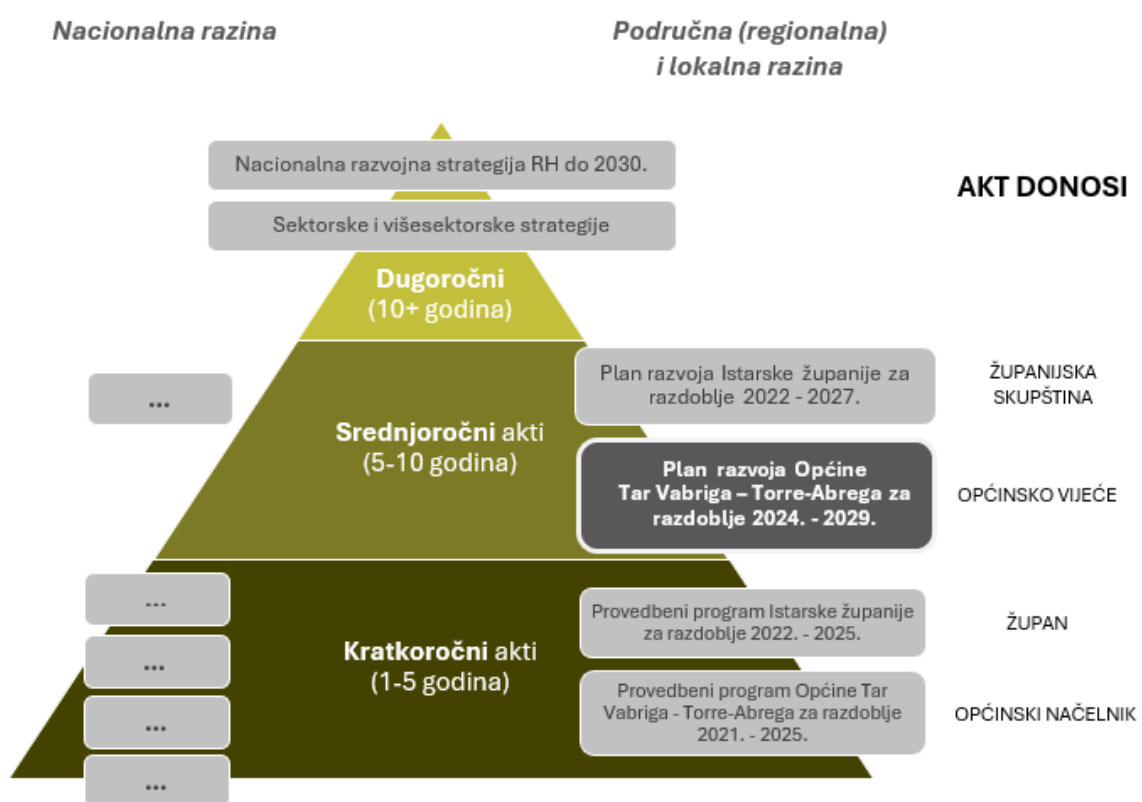 Nacionalna razina
Područna (regionalna)
i lokalna razina
Nacionalna razvojna strategija RH do 2030.
AKT DONOSI
Sektorske i višesektorske strategije
Dugoročni
(10+ godina)
...
Srednjoročni akti
(5-10 godina)
Plan razvoja Istarske županije za
razdoblje 2022 - 2027.
ŽUPANIJSKA
SKUPŠTINA
Plan razvoja Općine
Tar Vabriga – Torre-Abrega za
razdoblje 2024. - 2029.
OPĆINSKO VIJEĆE
...
...
...
...
Kratkoročni akti
(1-5 godina)
Provedbeni program Istarske županije
za razdoblje 2022. - 2025.
ŽUPAN
Provedbeni program Općine Tar
Vabriga - Torre-Abrega za razdoblje
2021. - 2025.
OPĆINSKI NAČELNIK